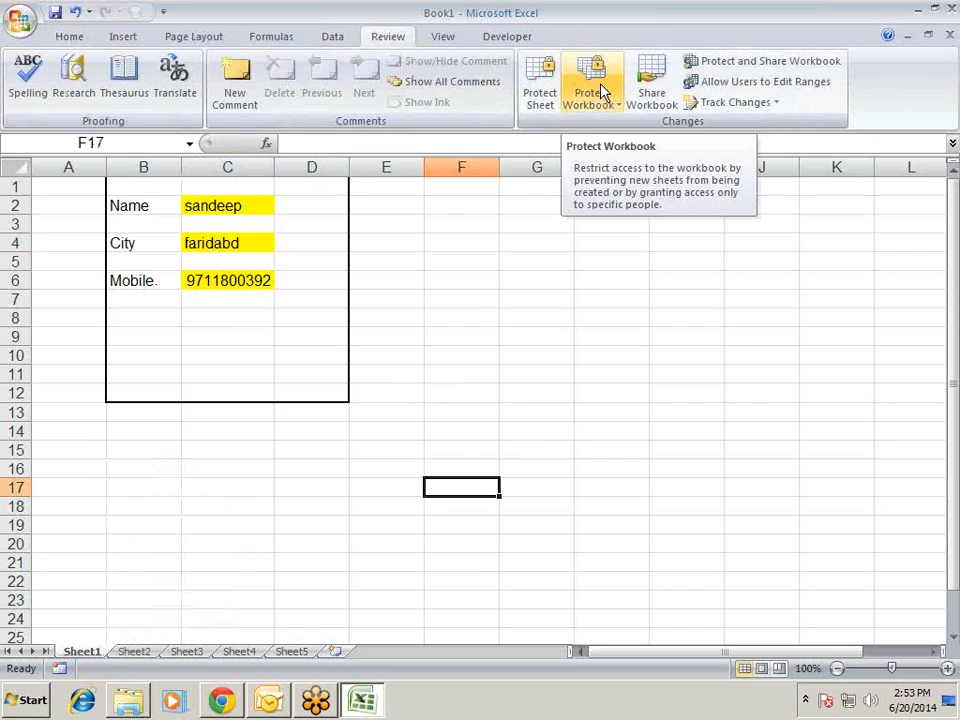 Book1 - Microsoft Excel
Home Insert Page Layout Formulas Data Review View Developer
ABC
Spelling Research Thesaurus Translate
Proofing
New Comment Delete Previous Next
Show/Hide Comment
Show All Comments
Show Ink
Comments
Protect Sheet
Protect Workbook
Share Workbook
Protect and Share Workbook
Allow Users to Edit Ranges
Track Changes
Changes
F17 fx
Protect Workbook
Restrict access to the workbook by
preventing new sheets from being
created or by granting access only
to specific people.
A B C D E F G J K L
1
2 Name sandeep
3
4 City faridabd
5
6 Mobile. 9711800392
7
8
9
10
11
12
13
14
15
16
17
18
19
20
21
22
23
24
25
Sheet1 Sheet2 Sheet3 Sheet4 Sheet5
Ready 100%
Start 2:53 PM
6/20/2014